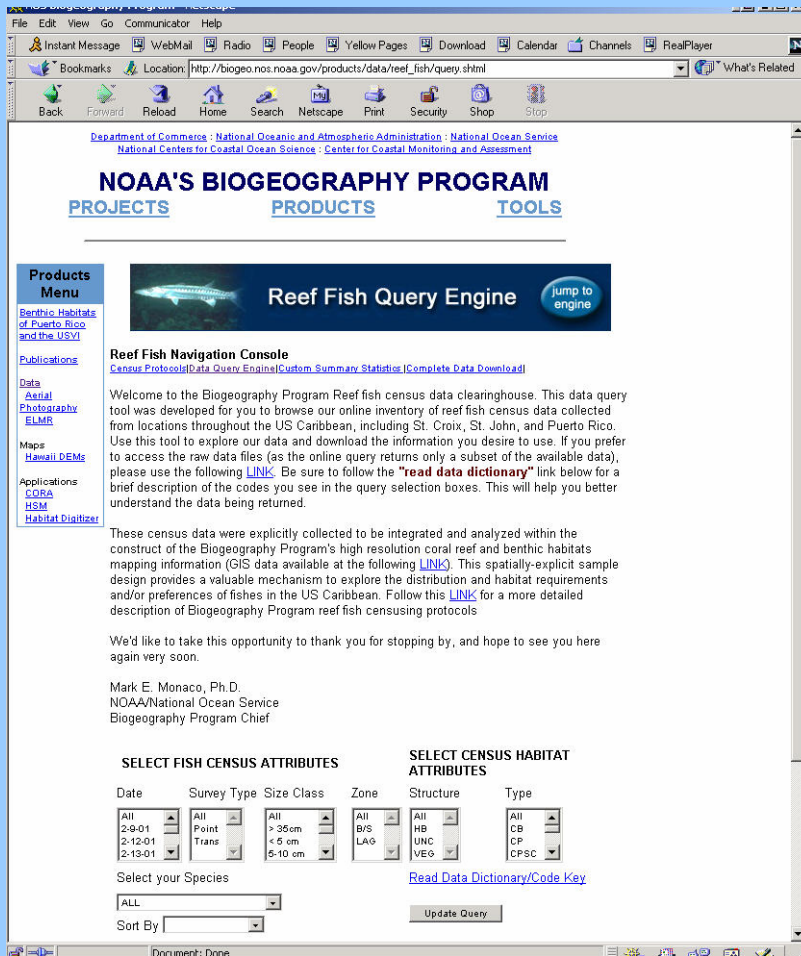 NOS Biogeography Program - Netscape
File Edit View Go Communicator Help
Instant Message WebMail Radio People Yellow Pages Download Calendar Channels RealPlayer
Bookmarks Location: http://biogeo.nos.noaa.gov/products/data/reef_fish/query.shtml What's Related
Back Forward Reload Home Search Netscape Print Security Shop Stop
Department of Commerce : National Oceanic and Atmospheric Administration : National Ocean Service
National Centers for Coastal Ocean Science : Center for Coastal Monitoring and Assessment
NOAA'S BIOGEOGRAPHY PROGRAM
PROJECTS PRODUCTS TOOLS
Products
Menu
Benthic Habitats
of Puerto Rico
and the USVI
Publications
Data
Aerial
Photography
ELMR
Maps
Hawaii DEMs
Applications
CORA
HSM
Habitat Digitizer
Reef Fish Query Engine
jump to
engine
Reef Fish Navigation Console
Census Protocols|Data Query Engine|Custom Summary Statistics |Complete Data Download|
Welcome to the Biogeography Program Reef fish census data clearinghouse. This data query
tool was developed for you to browse our online inventory of reef fish census data collected
from locations throughout the US Caribbean, including St. Croix, St. John, and Puerto Rico.
Use this tool to explore our data and download the information you desire to use. If you prefer
to access the raw data files (as the online query returns only a subset of the available data),
please use the following LINK. Be sure to follow the "read data dictionary" link below for a
brief description of the codes you see in the query selection boxes. This will help you better
understand the data being returned.
These census data were explicitly collected to be integrated and analyzed within the
construct of the Biogeography Program's high resolution coral reef and benthic habitats
mapping information (GIS data available at the following LINK). This spatially-explicit sample
design provides a valuable mechanism to explore the distribution and habitat requirements
and/or preferences of fishes in the US Caribbean. Follow this LINK for a more detailed
description of Biogeography Program reef fish censusing protocols
We'd like to take this opportunity to thank you for stopping by, and hope to see you here
again very soon.
Mark E. Monaco, Ph.D.
NOAA/National Ocean Service
Biogeography Program Chief
SELECT FISH CENSUS ATTRIBUTES
SELECT CENSUS HABITAT
ATTRIBUTES
Date Survey Type Size Class Zone Structure Type
All All All All All All
2-9-01 Point > 35cm B/S HB CB
2-12-01 Trans < 5 cm LAG UNC CP
2-13-01 5-10 cm VEG CPSC
Select your Species
Read Data Dictionary/Code Key
ALL
Update Query
Sort By
Document: Done